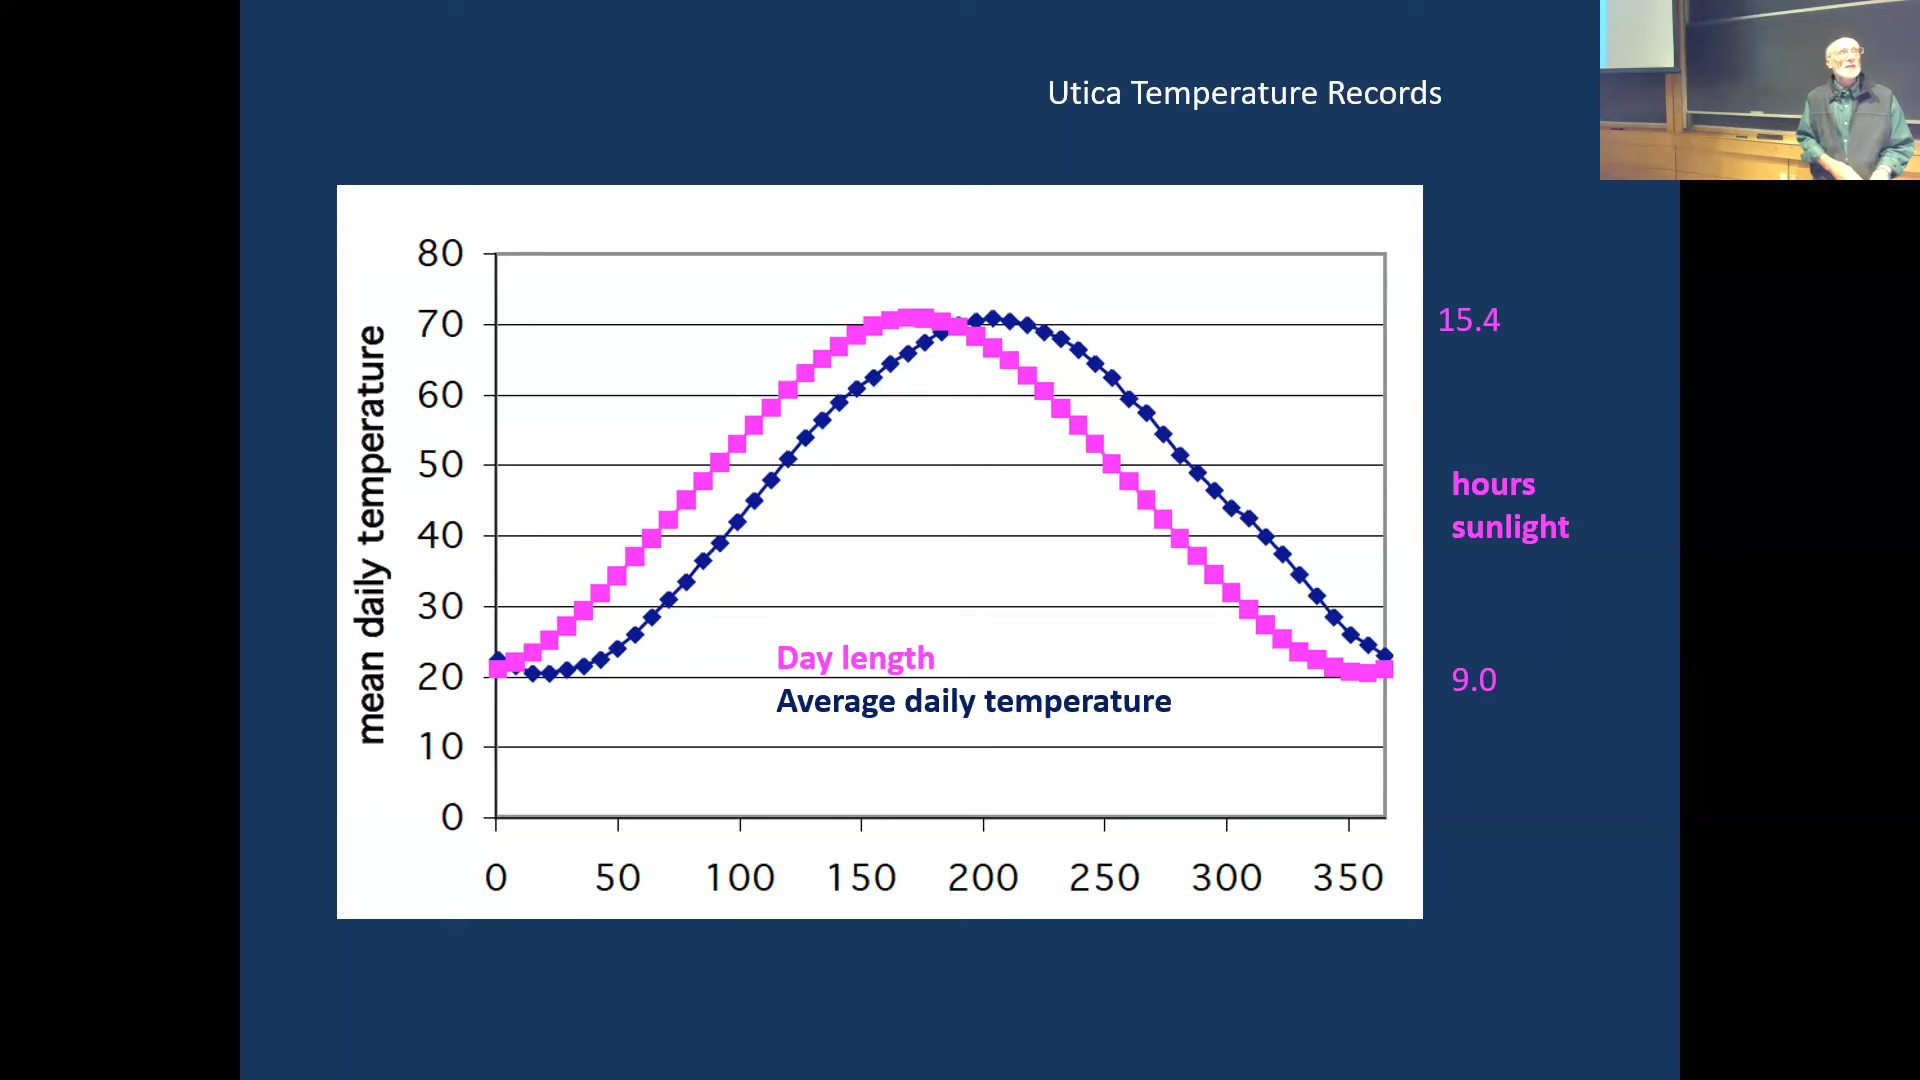 Utica Temperature Records
mean daily temperature
80
70
60
50
40
30
20
10
0
0 50 100 150 200 250 300 350
Day length
Average daily temperature
15.4
hours
sunlight
9.0